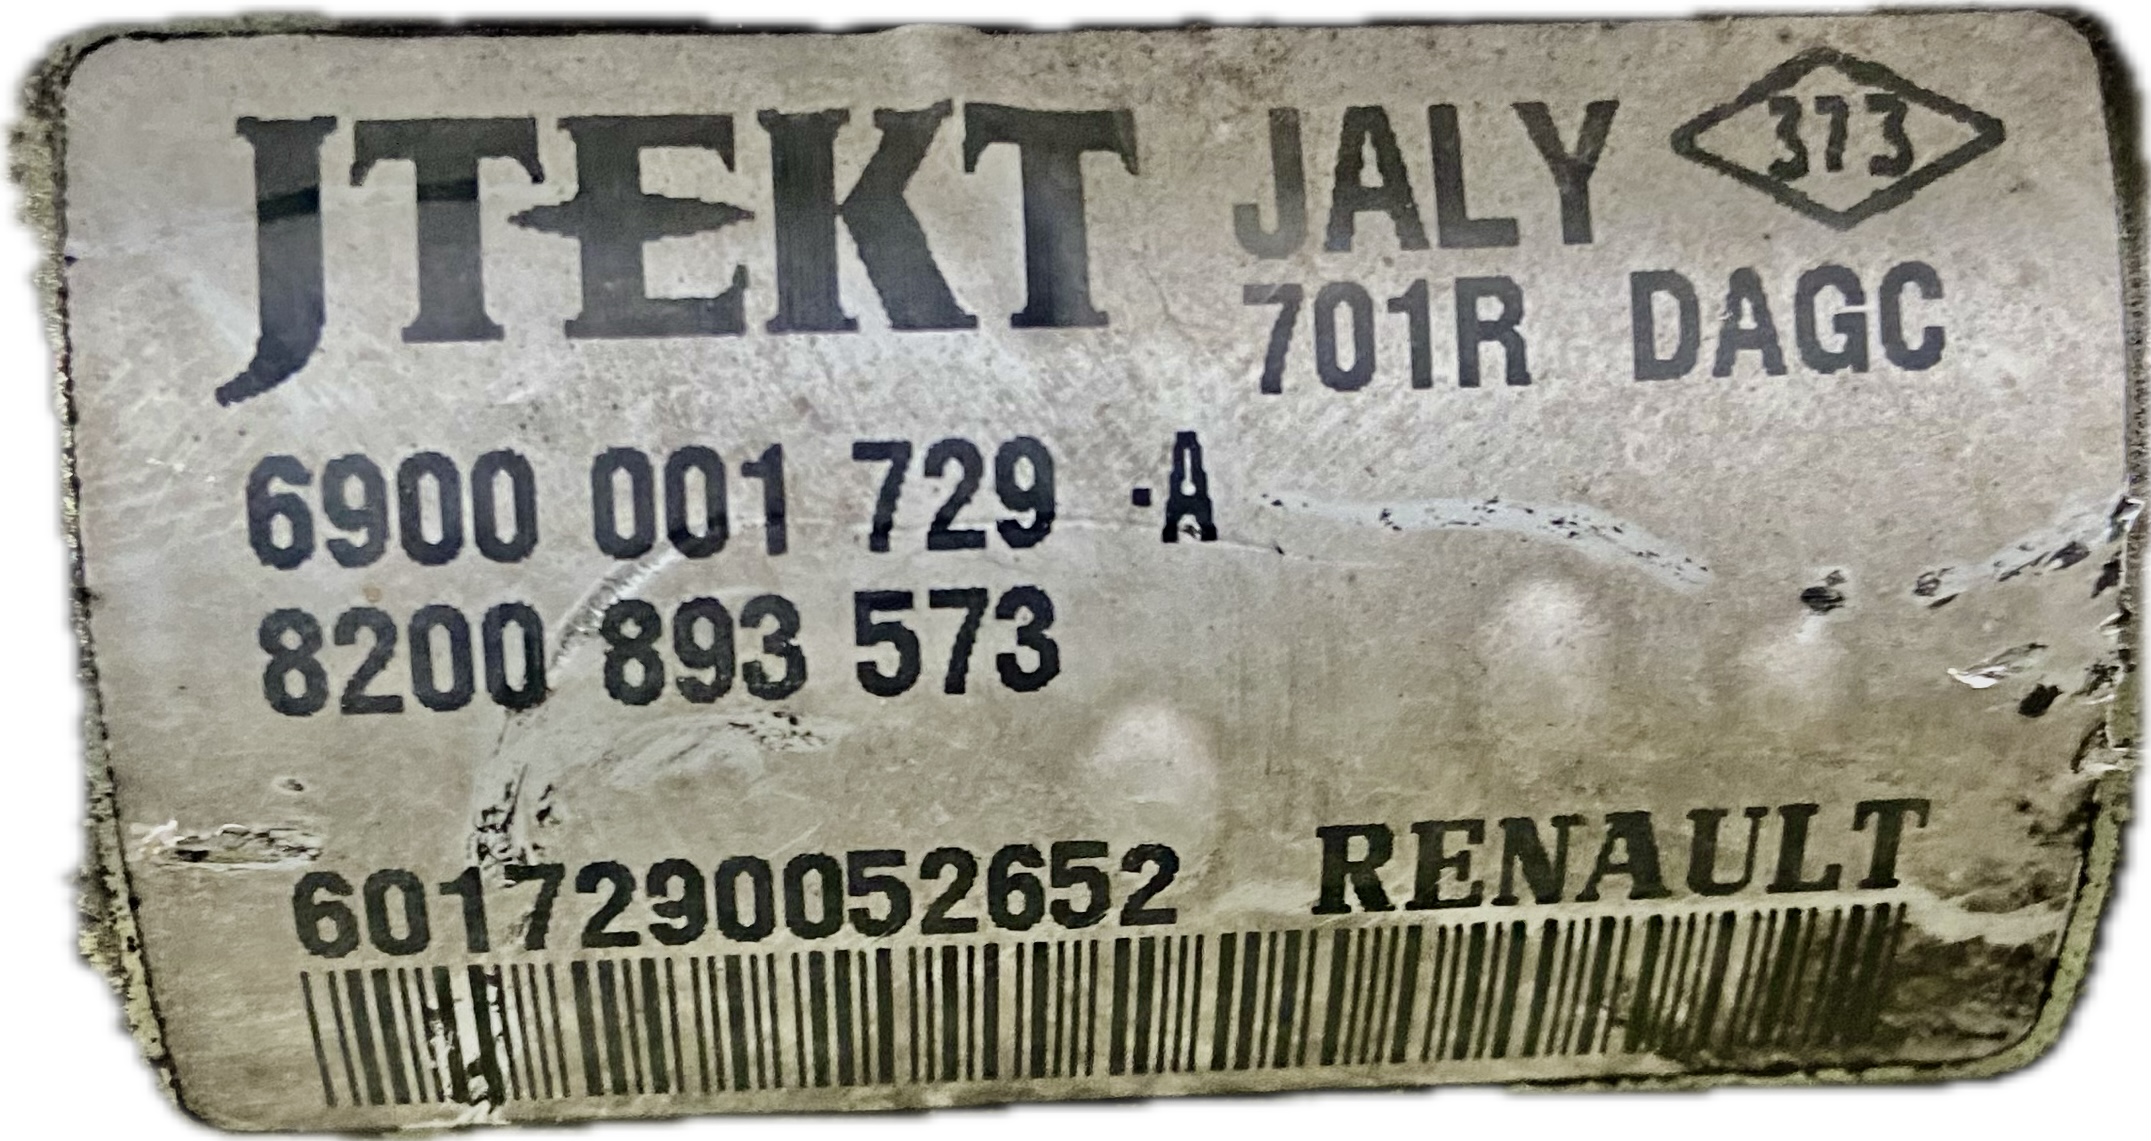 JTEKT JALY 373
701R DAGC
6900 001 729 -A
8200 893 573
6017290052652 RENAULT